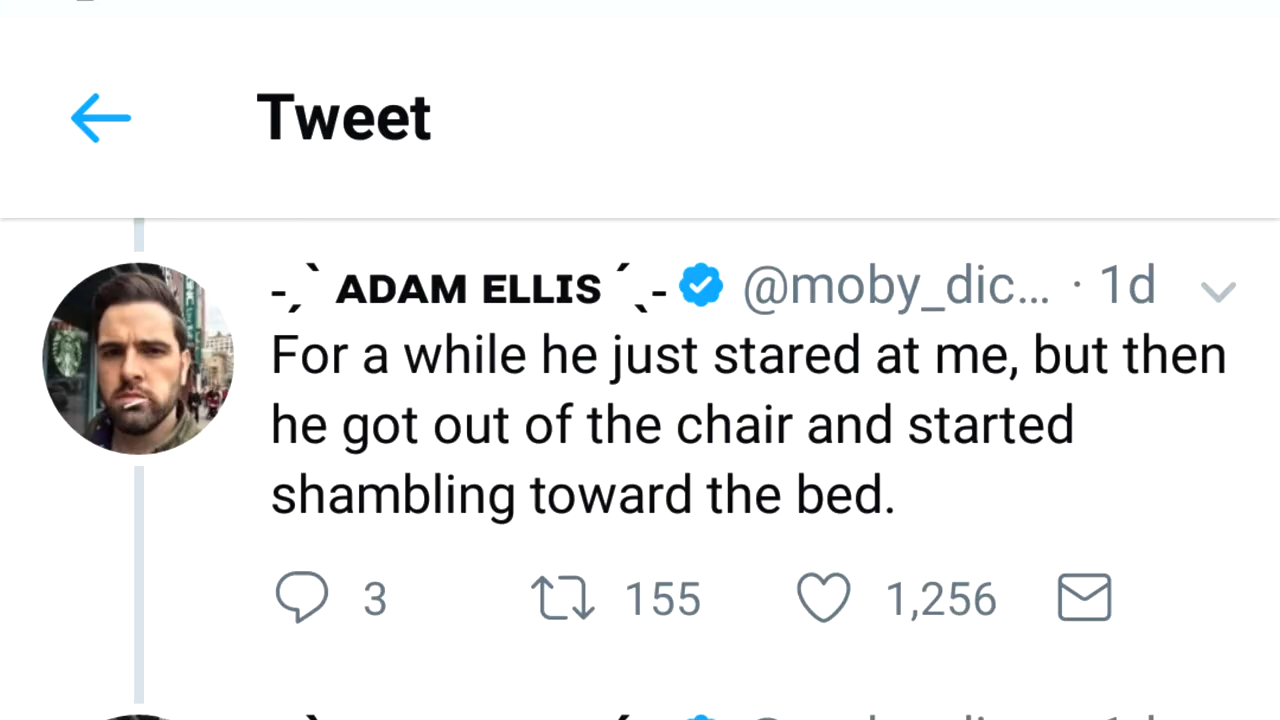 Tweet
-ˏˋ ADAM ELLIS ˊˎ- @moby_dic... · 1d
For a while he just stared at me, but then
he got out of the chair and started
shambling toward the bed.
3 155 1,256